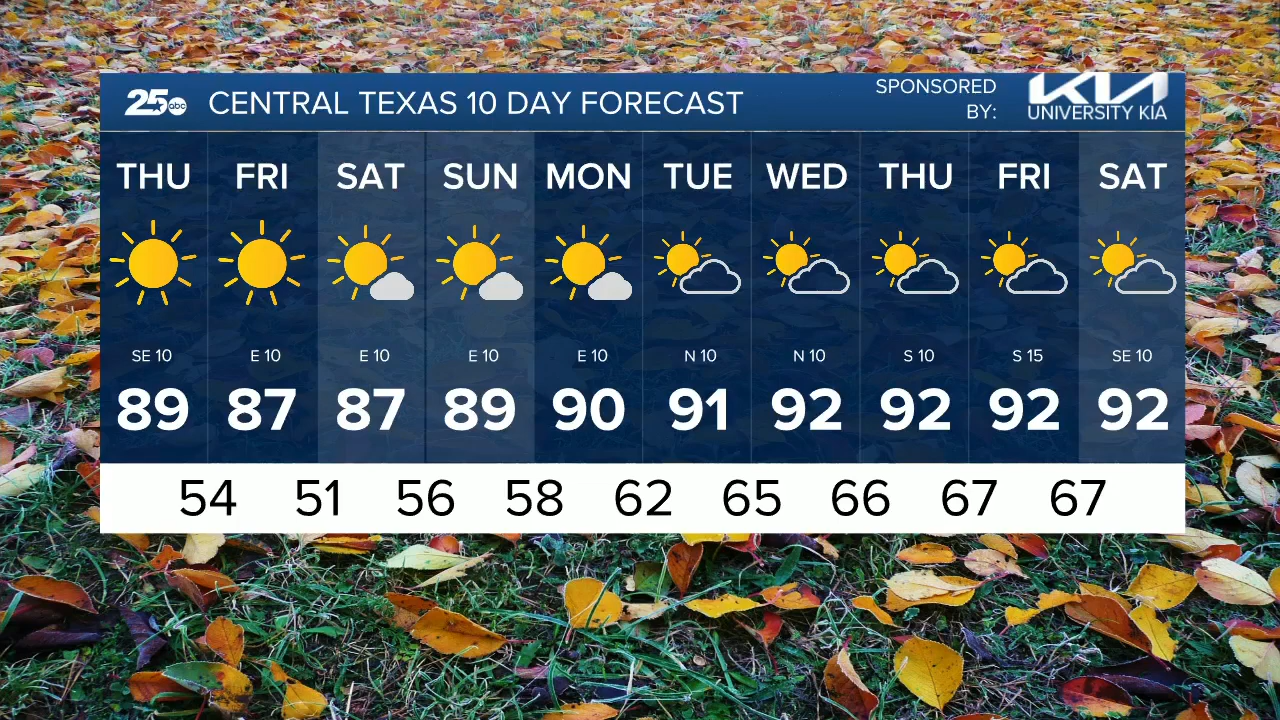 25 abc
CENTRAL TEXAS 10 DAY FORECAST
SPONSORED
BY:
KIA
UNIVERSITY KIA
THU FRI SAT SUN MON TUE WED THU FRI SAT
SE 10 E 10 E 10 E 10 E 10 N 10 N 10 S 10 S 15 SE 10
89 87 87 89 90 91 92 92 92 92
54 51 56 58 62 65 66 67 67